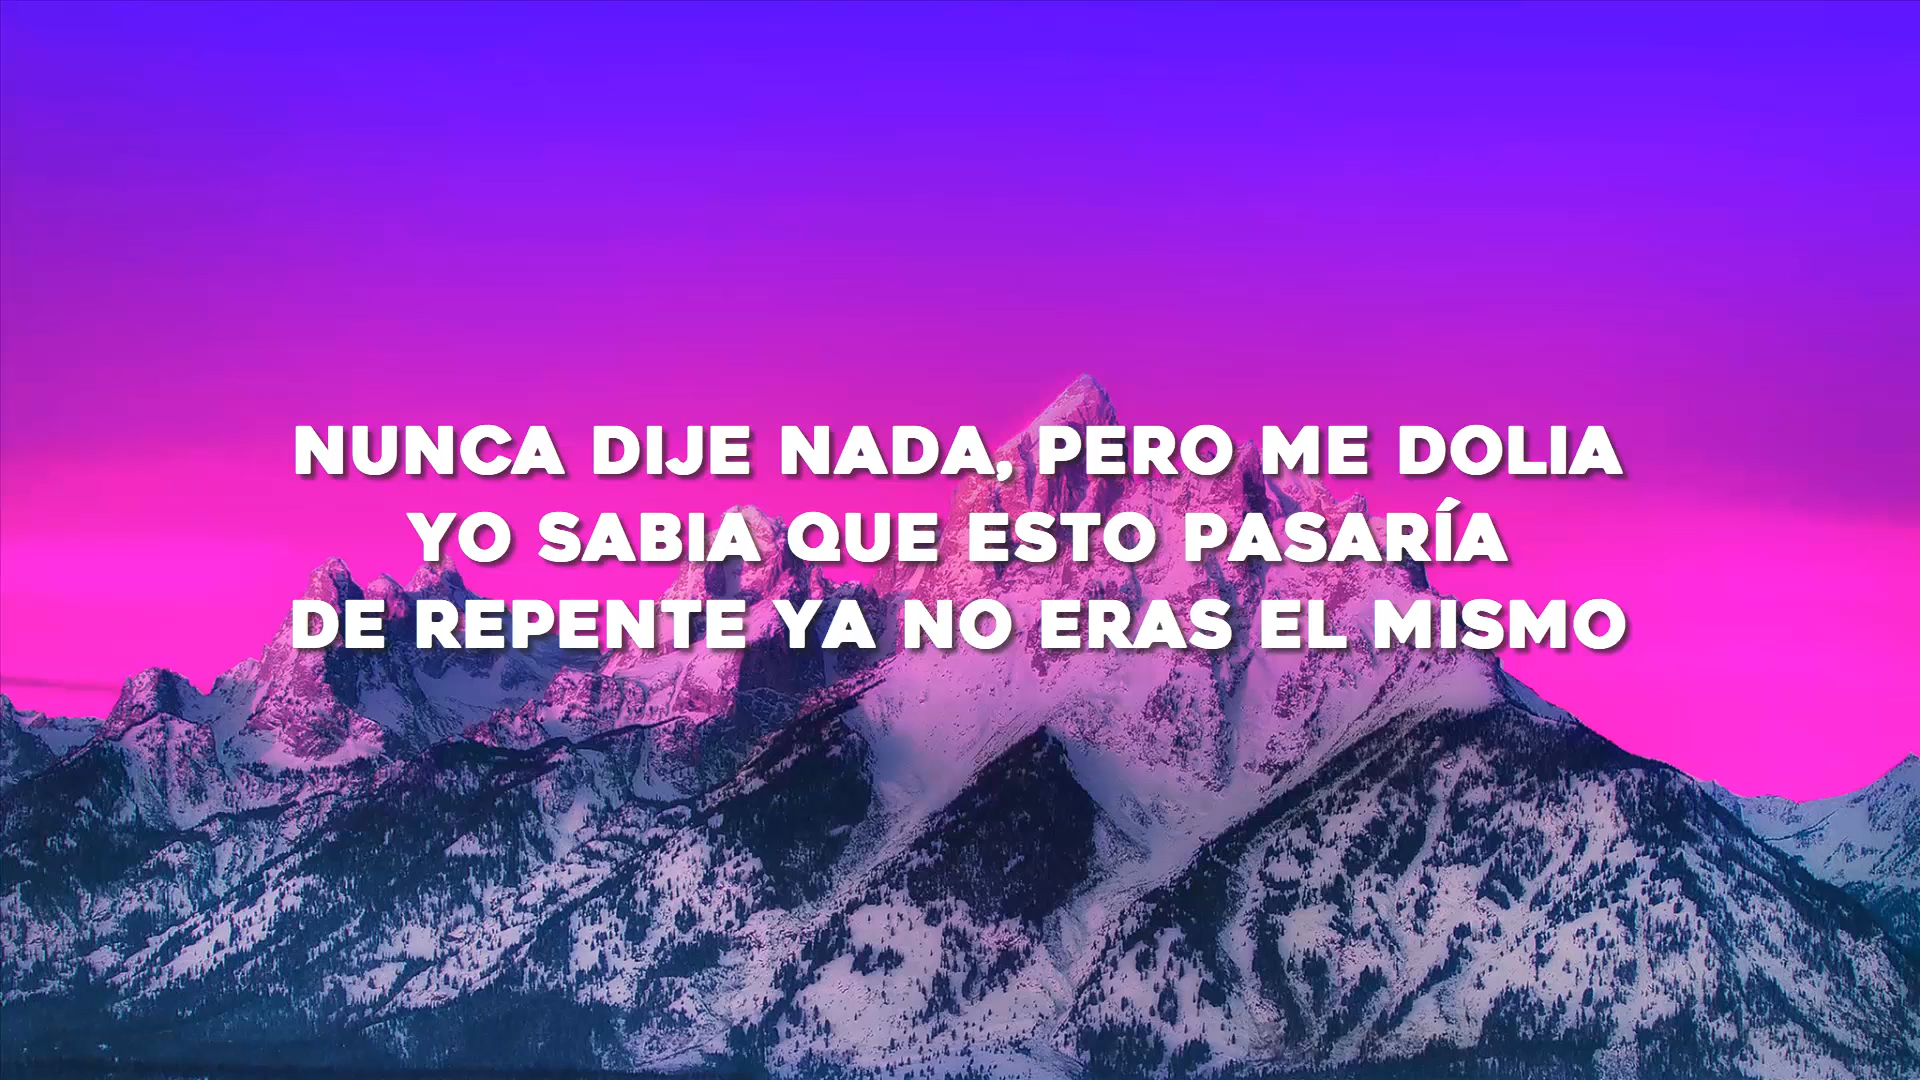 NUNCA DIJE NADA, PERO ME DOLIA
YO SABIA QUE ESTO PASARÍA
DE REPENTE YA NO ERAS EL MISMO